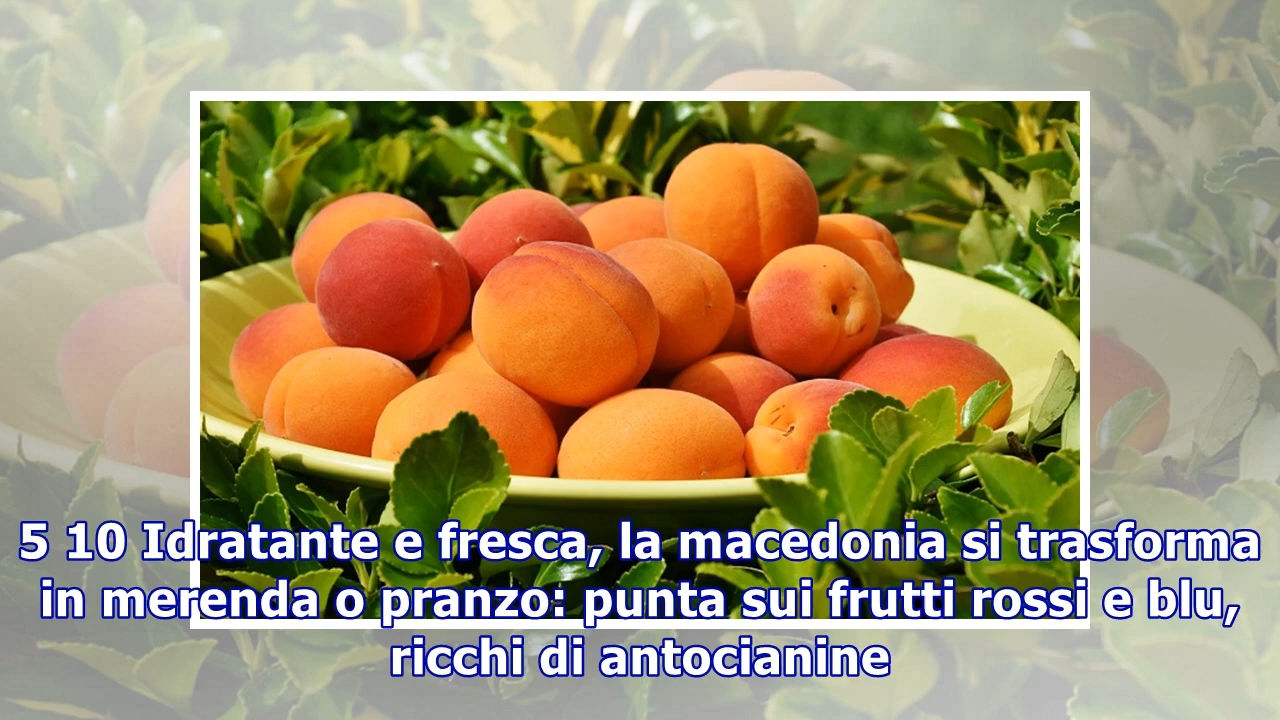 5 10 Idratante e fresca, la macedonia si trasforma
in merenda o pranzo: punta sui frutti rossi e blu,
ricchi di antocianine